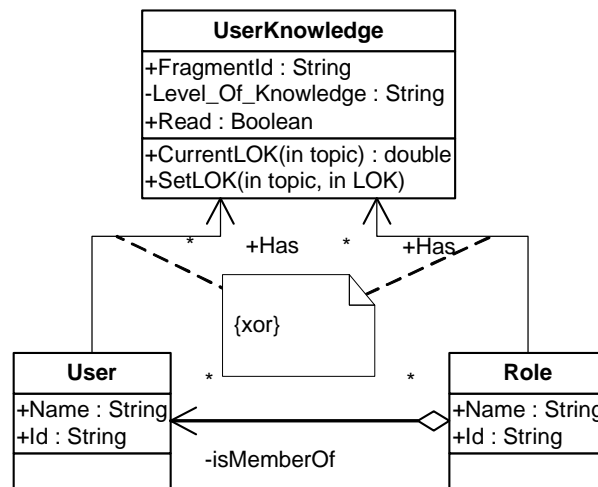 UserKnowledge
+FragmentId : String
-Level_Of_Knowledge : String
+Read : Boolean
+CurrentLOK(in topic) : double
+SetLOK(in topic, in LOK)
* +Has * +Has
{xor}
User * * Role
+Name : String +Name : String
+Id : String +Id : String
-isMemberOf